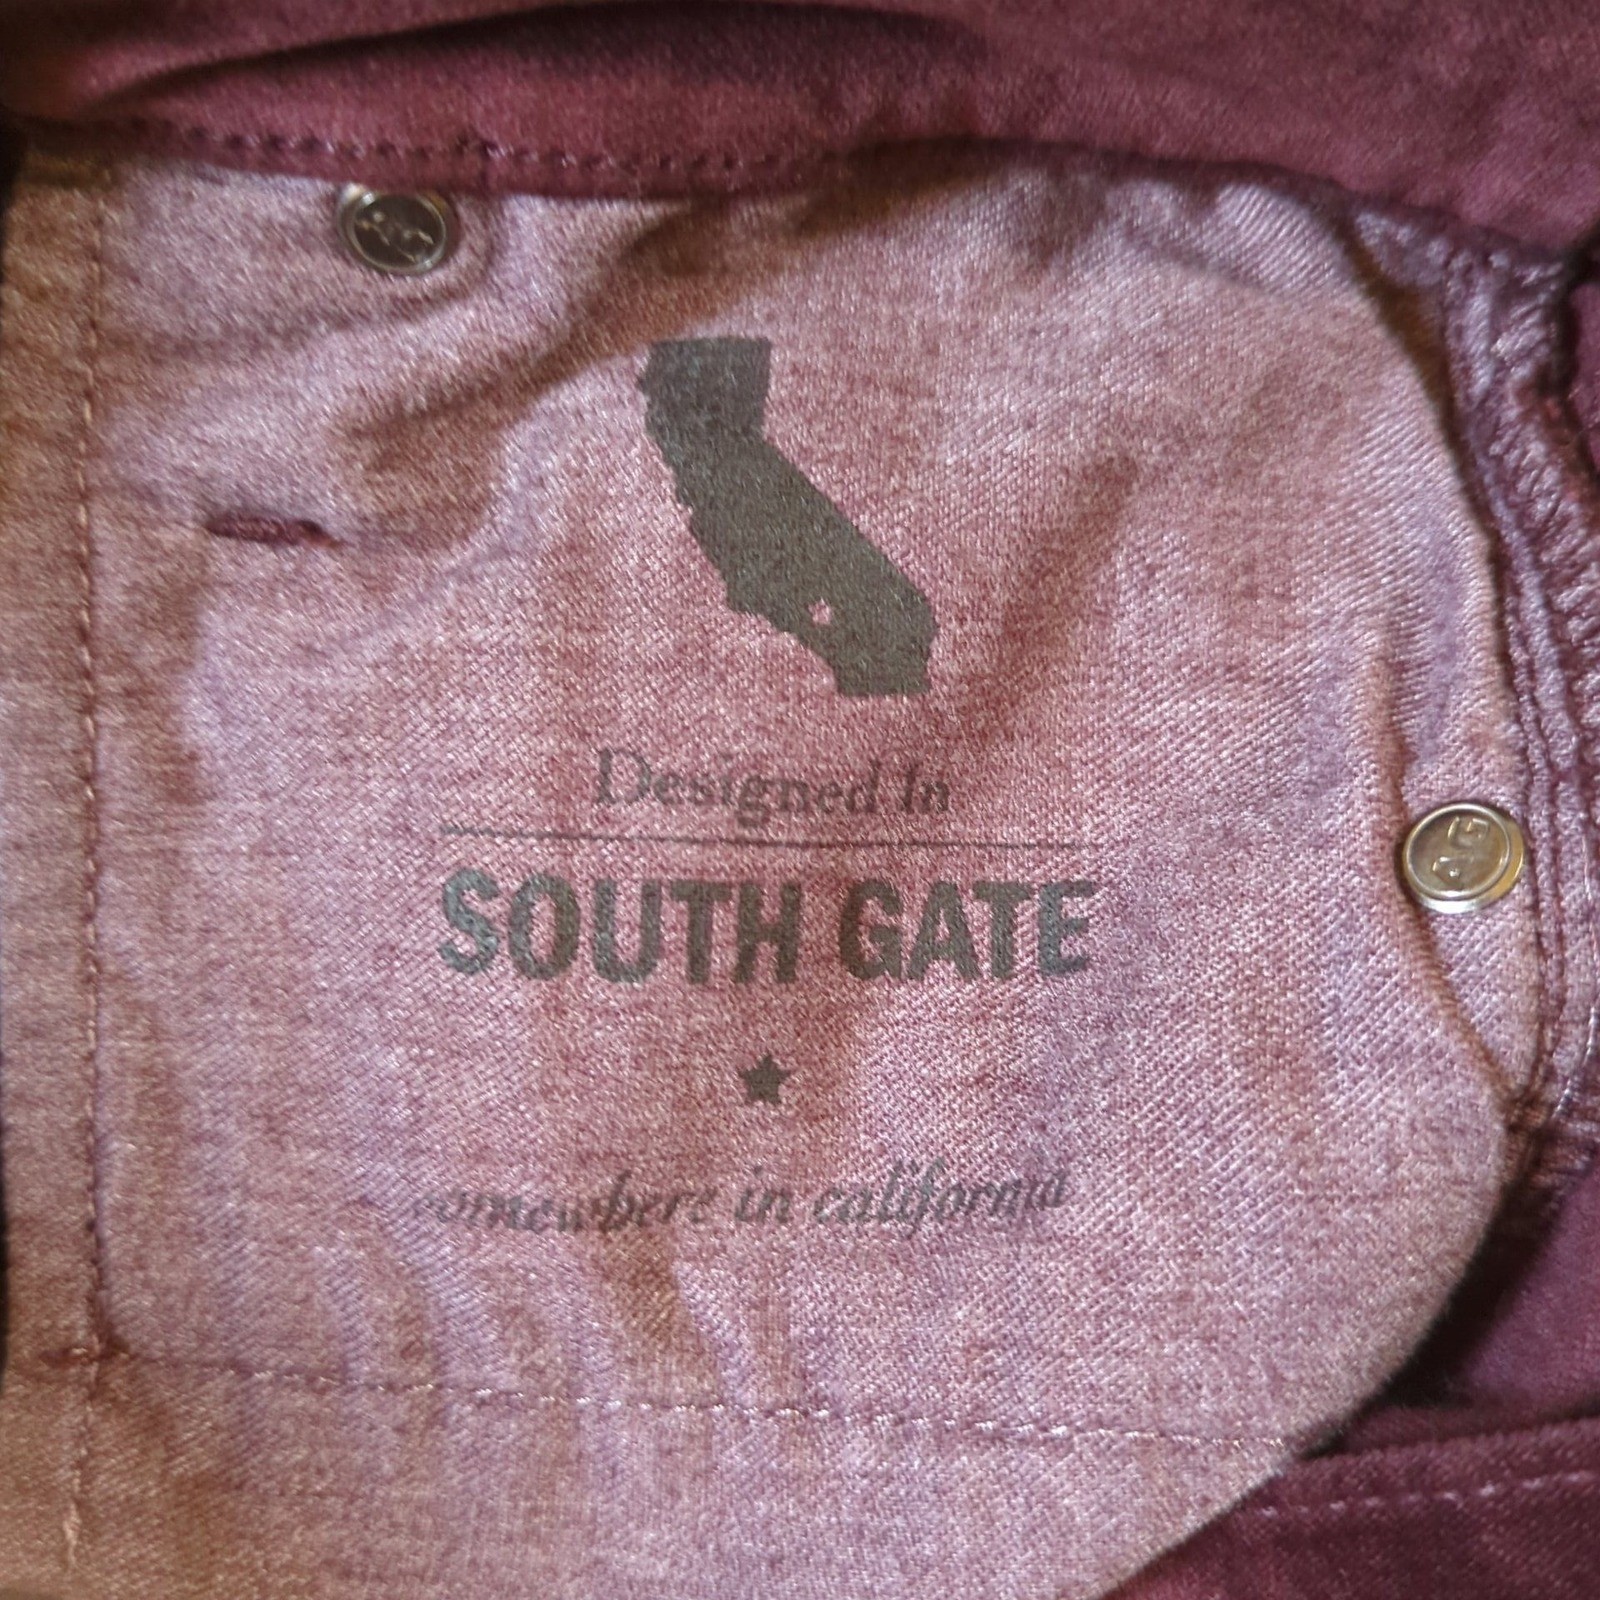 Designed In
SOUTH GATE
somewhere in california